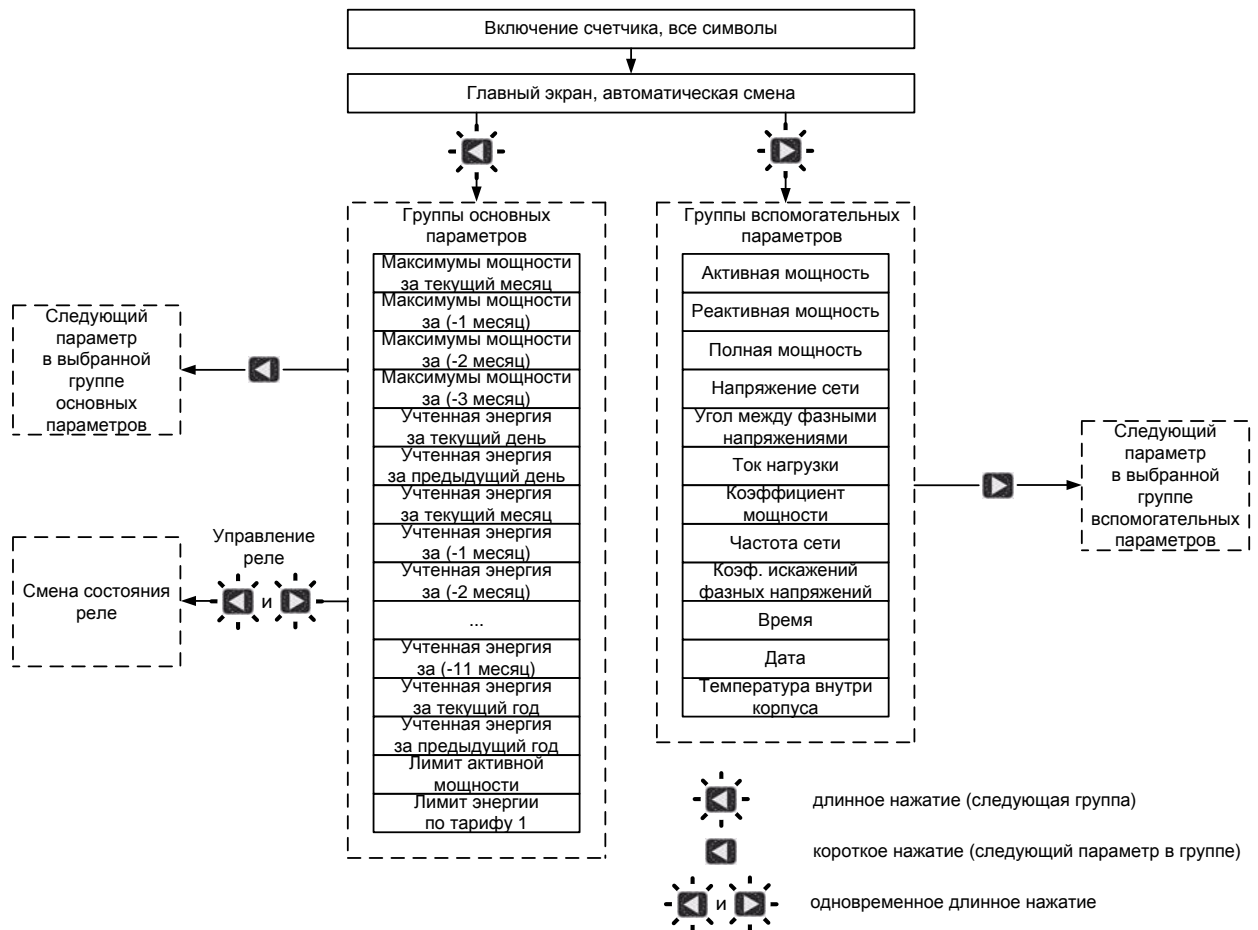 Включение счетчика, все символы
Главный экран, автоматическая смена
Группы основных
параметров
Максимумы мощности
за текущий месяц
Максимумы мощности
за (-1 месяц)
Максимумы мощности
за (-2 месяц)
Максимумы мощности
за (-3 месяц)
Учтенная энергия
за текущий день
Учтенная энергия
за предыдущий день
Учтенная энергия
за текущий месяц
Учтенная энергия
за (-1 месяц)
Учтенная энергия
за (-2 месяц)
...
Учтенная энергия
за (-11 месяц)
Учтенная энергия
за текущий год
Учтенная энергия
за предыдущий год
Лимит активной
мощности
Лимит энергии
по тарифу 1
Следующий
параметр
в выбранной
группе
основных
параметров
Управление
реле
и
Смена состояния
реле
Группы вспомогательных
параметров
Активная мощность
Реактивная мощность
Полная мощность
Напряжение сети
Угол между фазными
напряжениями
Ток нагрузки
Коэффициент
мощности
Частота сети
Коэф. искажений
фазных напряжений
Время
Дата
Температура внутри
корпуса
Следующий
параметр
в выбранной
группе
вспомогательных
параметров
длинное нажатие (следующая группа)
короткое нажатие (следующий параметр в группе)
и
одновременное длинное нажатие